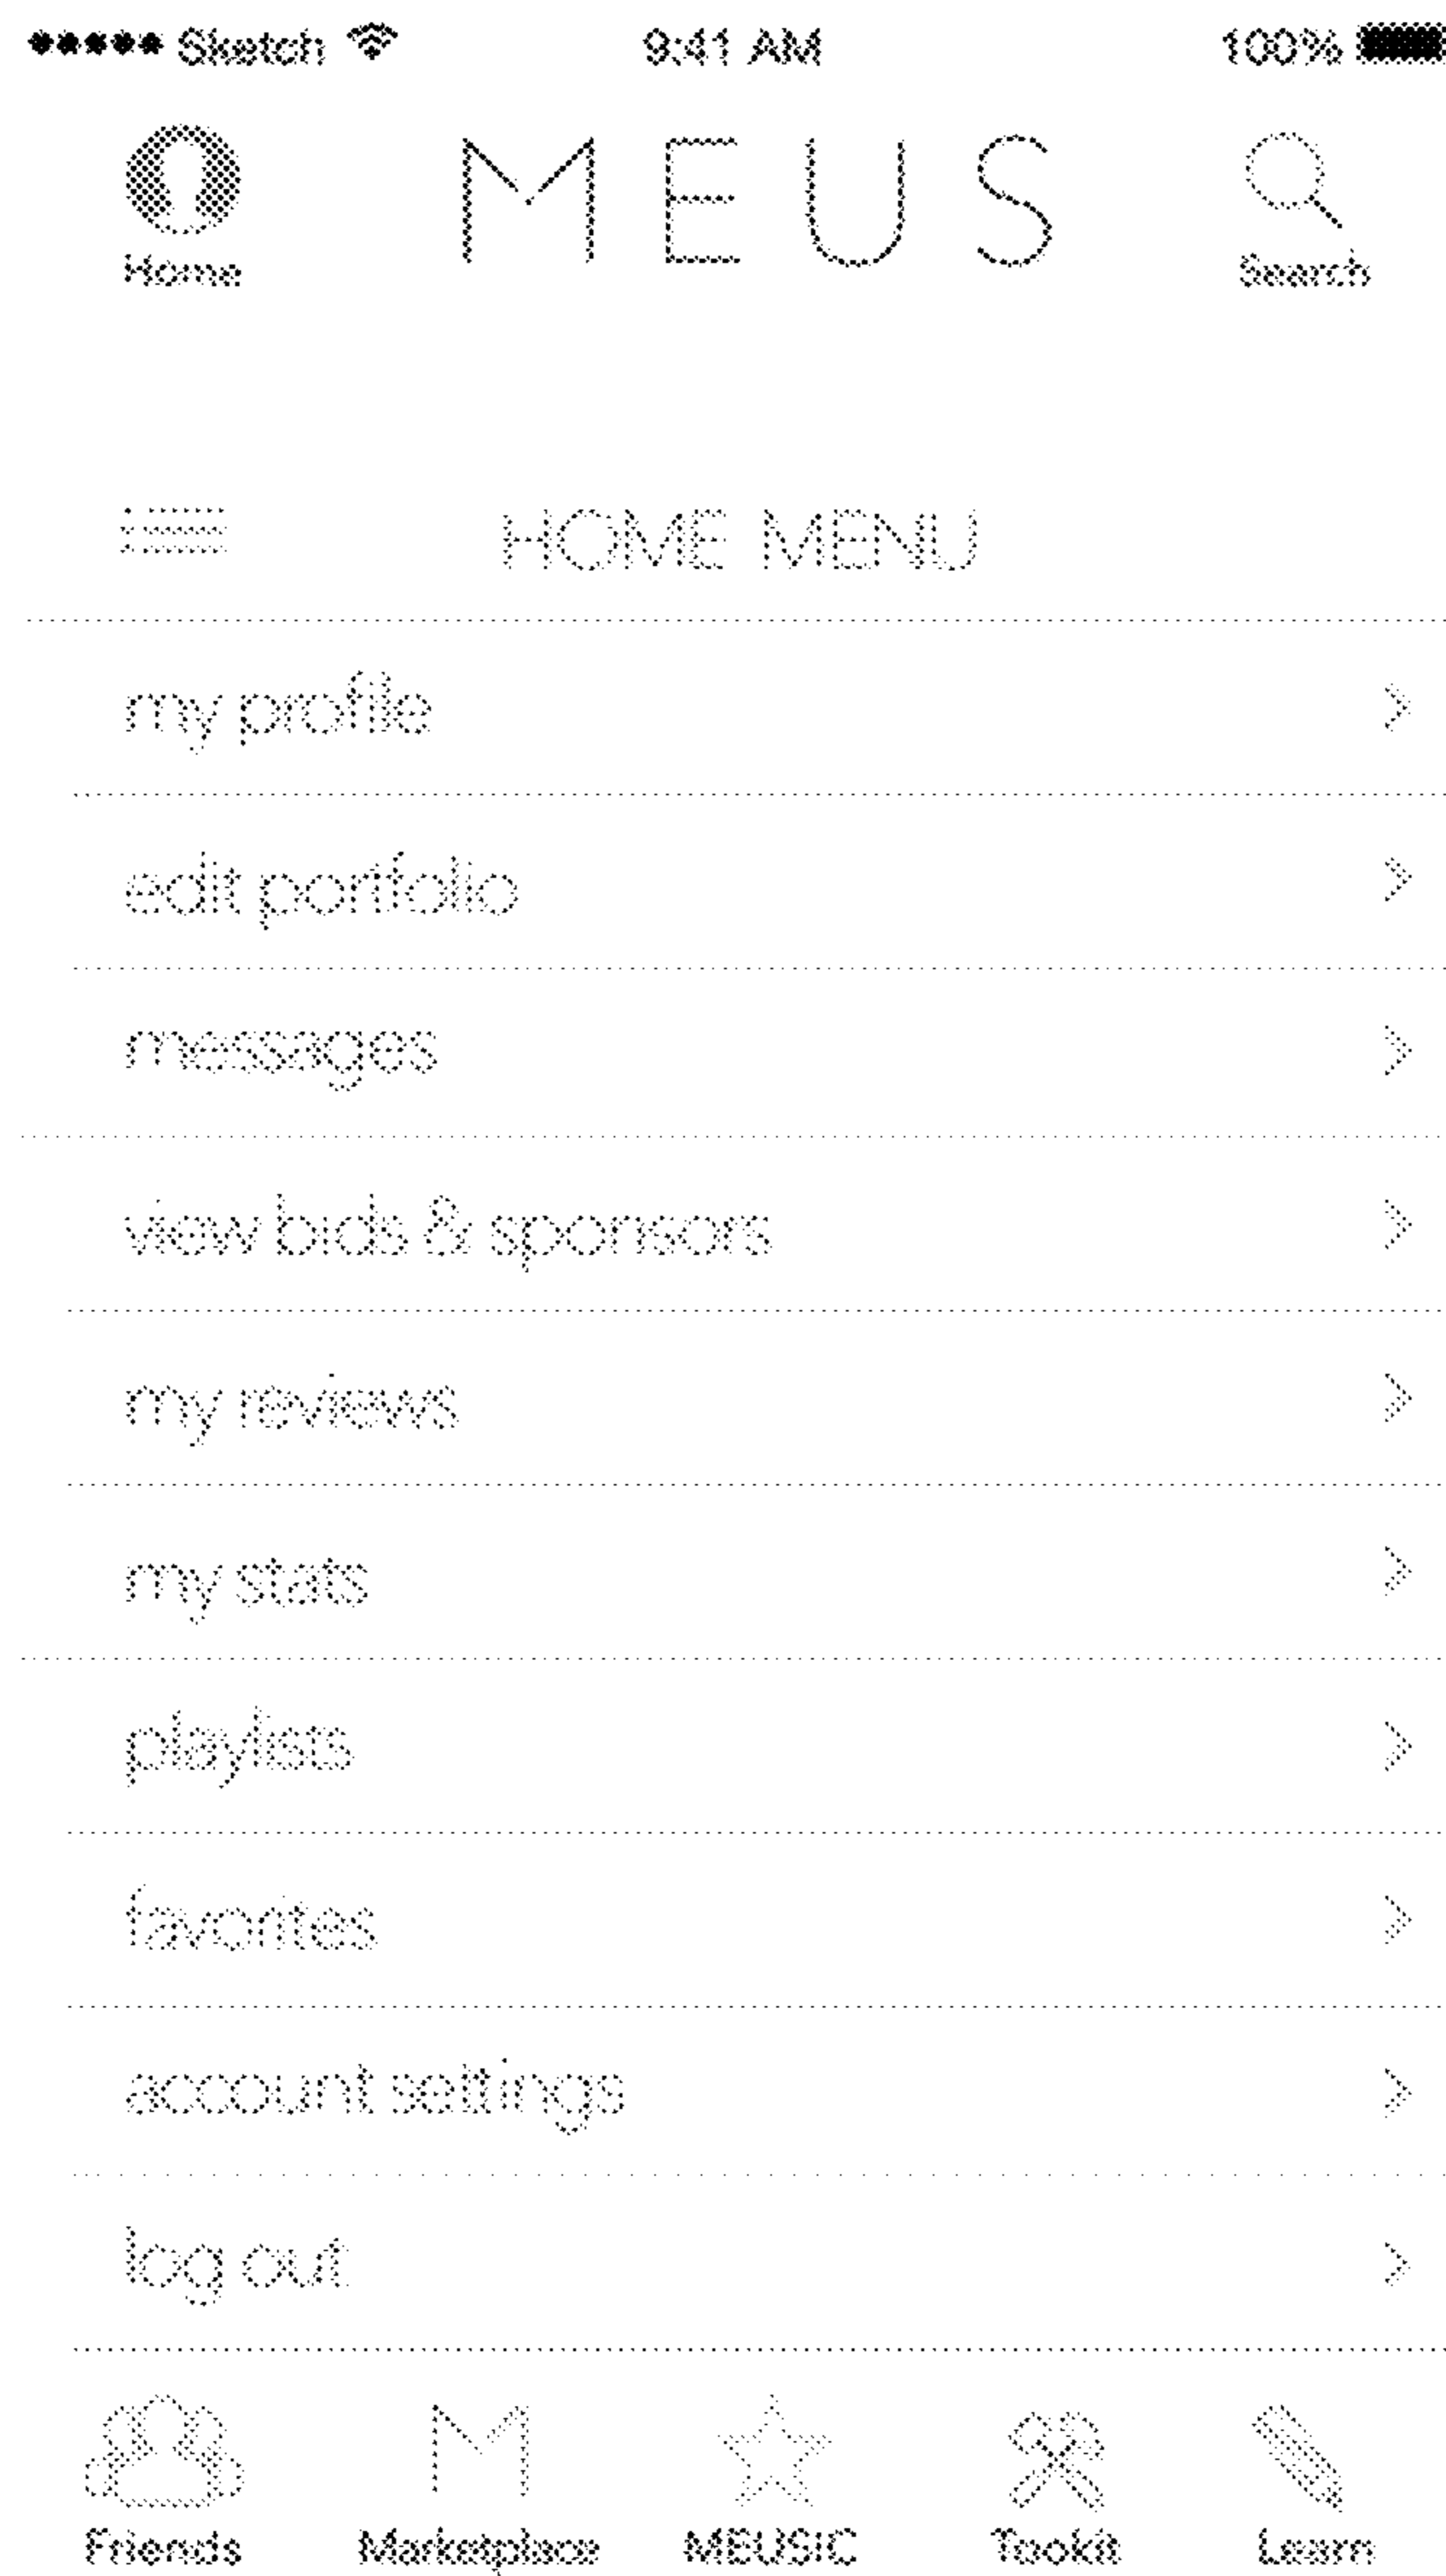 Sketch 9:41 AM 100%
MEUS
Home Search
HOME MENU
my profile
edit portfolio
messages
view bids & sponsors
my reviews
my stats
playlists
favorites
account settings
log out
Friends Marketplace MEUSIC Toolkit Learn